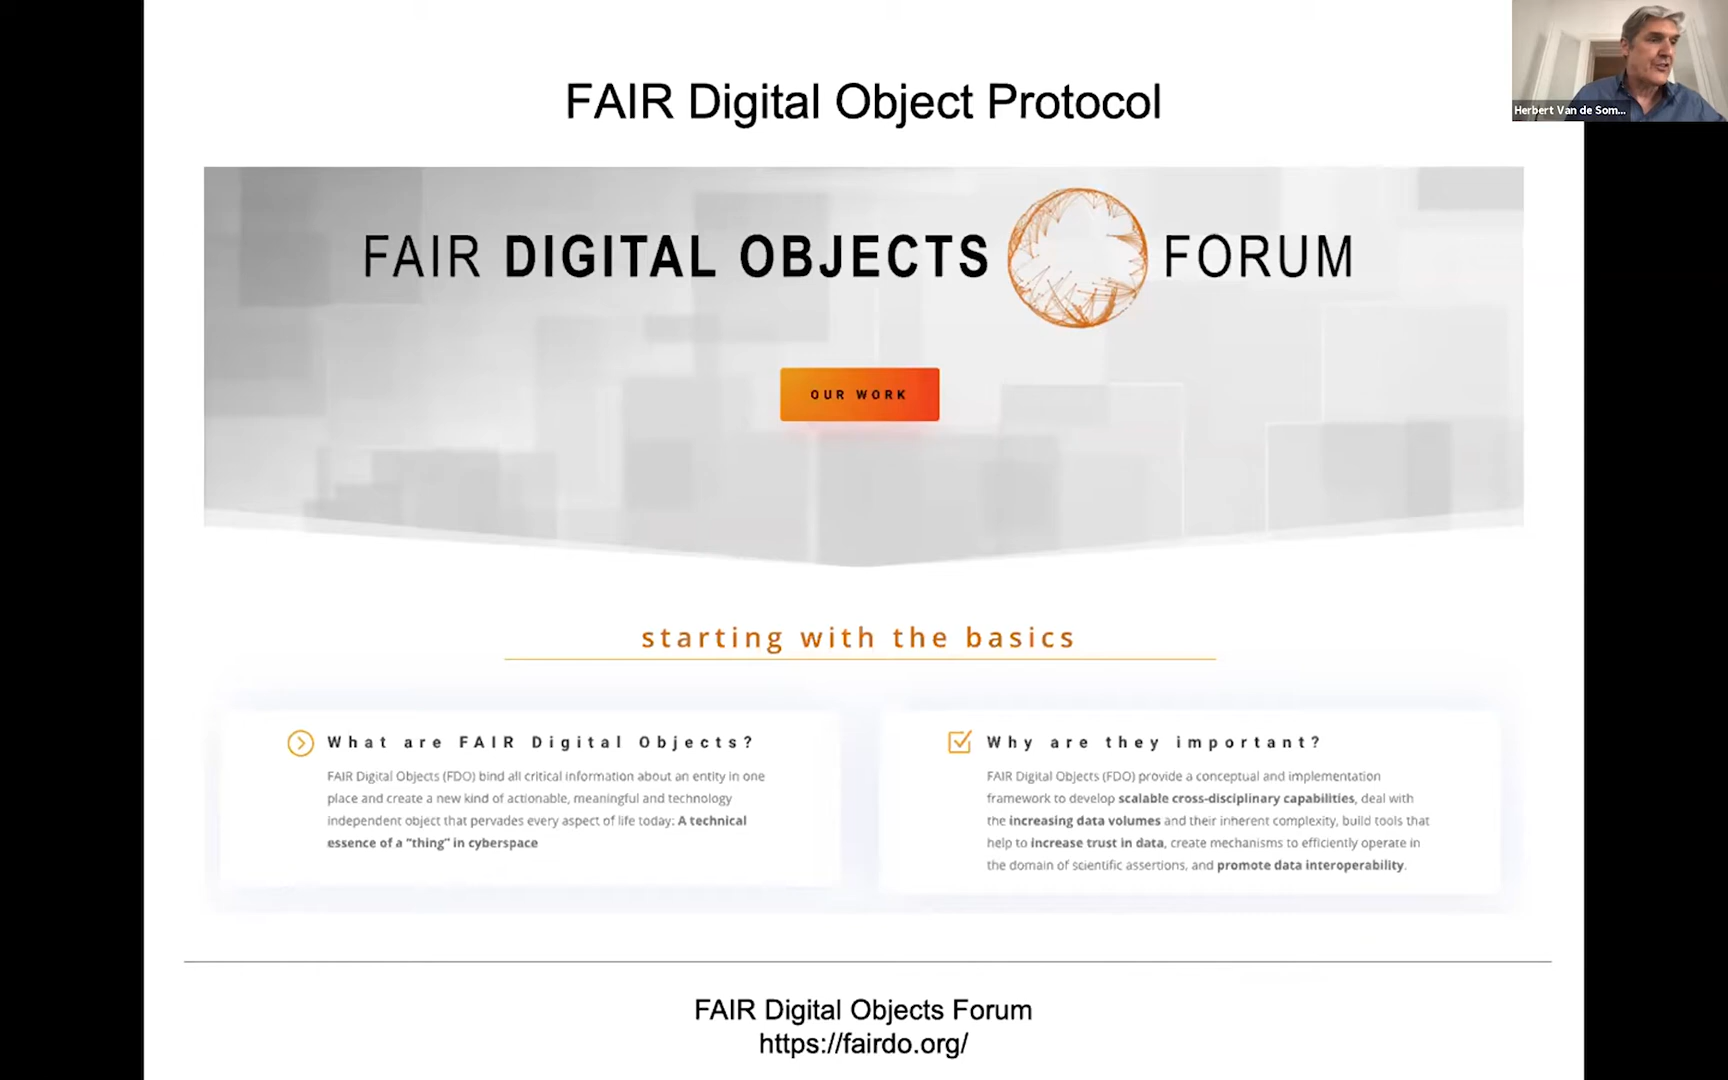 FAIR Digital Object Protocol
Herbert Van de Som...
FAIR DIGITAL OBJECTS FORUM
OUR WORK
starting with the basics
What are FAIR Digital Objects?
FAIR Digital Objects (FDO) bind all critical information about an entity in one
place and create a new kind of actionable, meaningful and technology
independent object that pervades every aspect of life today: A technical
essence of a “thing” in cyberspace
Why are they important?
FAIR Digital Objects (FDO) provide a conceptual and implementation
framework to develop scalable cross-disciplinary capabilities, deal with
the increasing data volumes and their inherent complexity, build tools that
help to increase trust in data, create mechanisms to efficiently operate in
the domain of scientific assertions, and promote data interoperability.
FAIR Digital Objects Forum
https://fairdo.org/